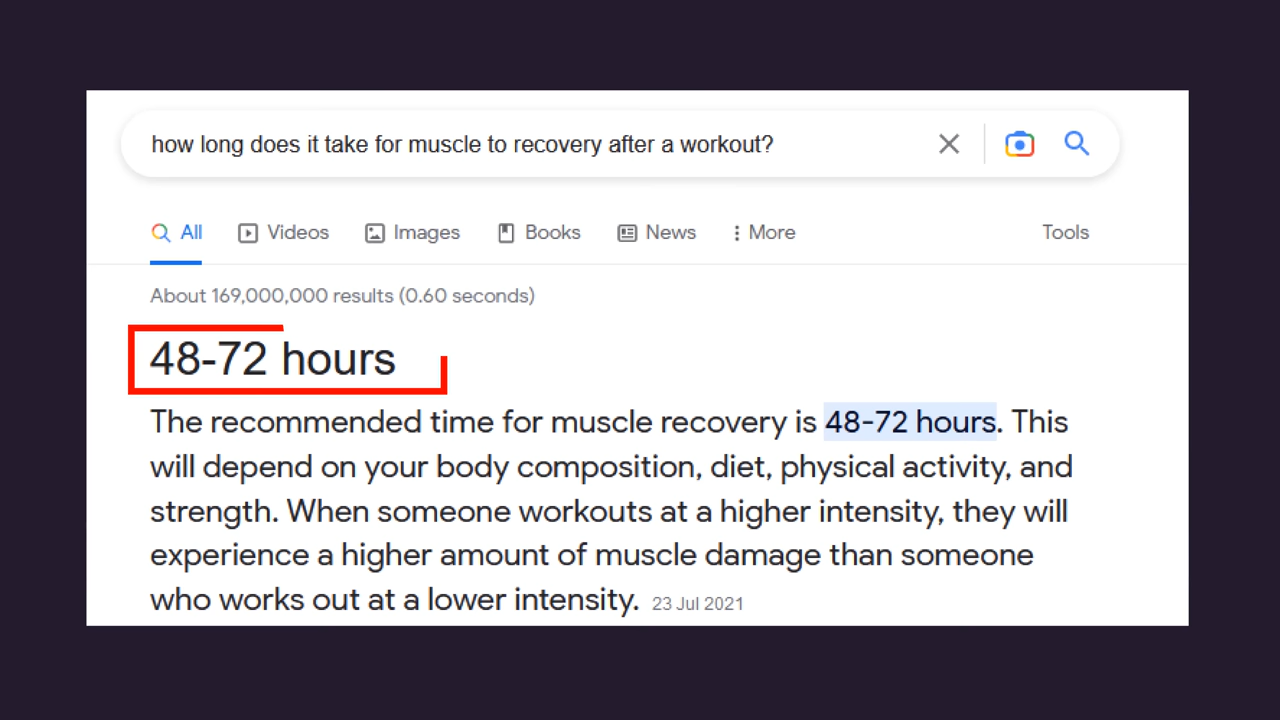 how long does it take for muscle to recovery after a workout?
All Videos Images Books News More Tools
About 169,000,000 results (0.60 seconds)
48-72 hours
The recommended time for muscle recovery is 48-72 hours. This
will depend on your body composition, diet, physical activity, and
strength. When someone workouts at a higher intensity, they will
experience a higher amount of muscle damage than someone
who works out at a lower intensity. 23 Jul 2021